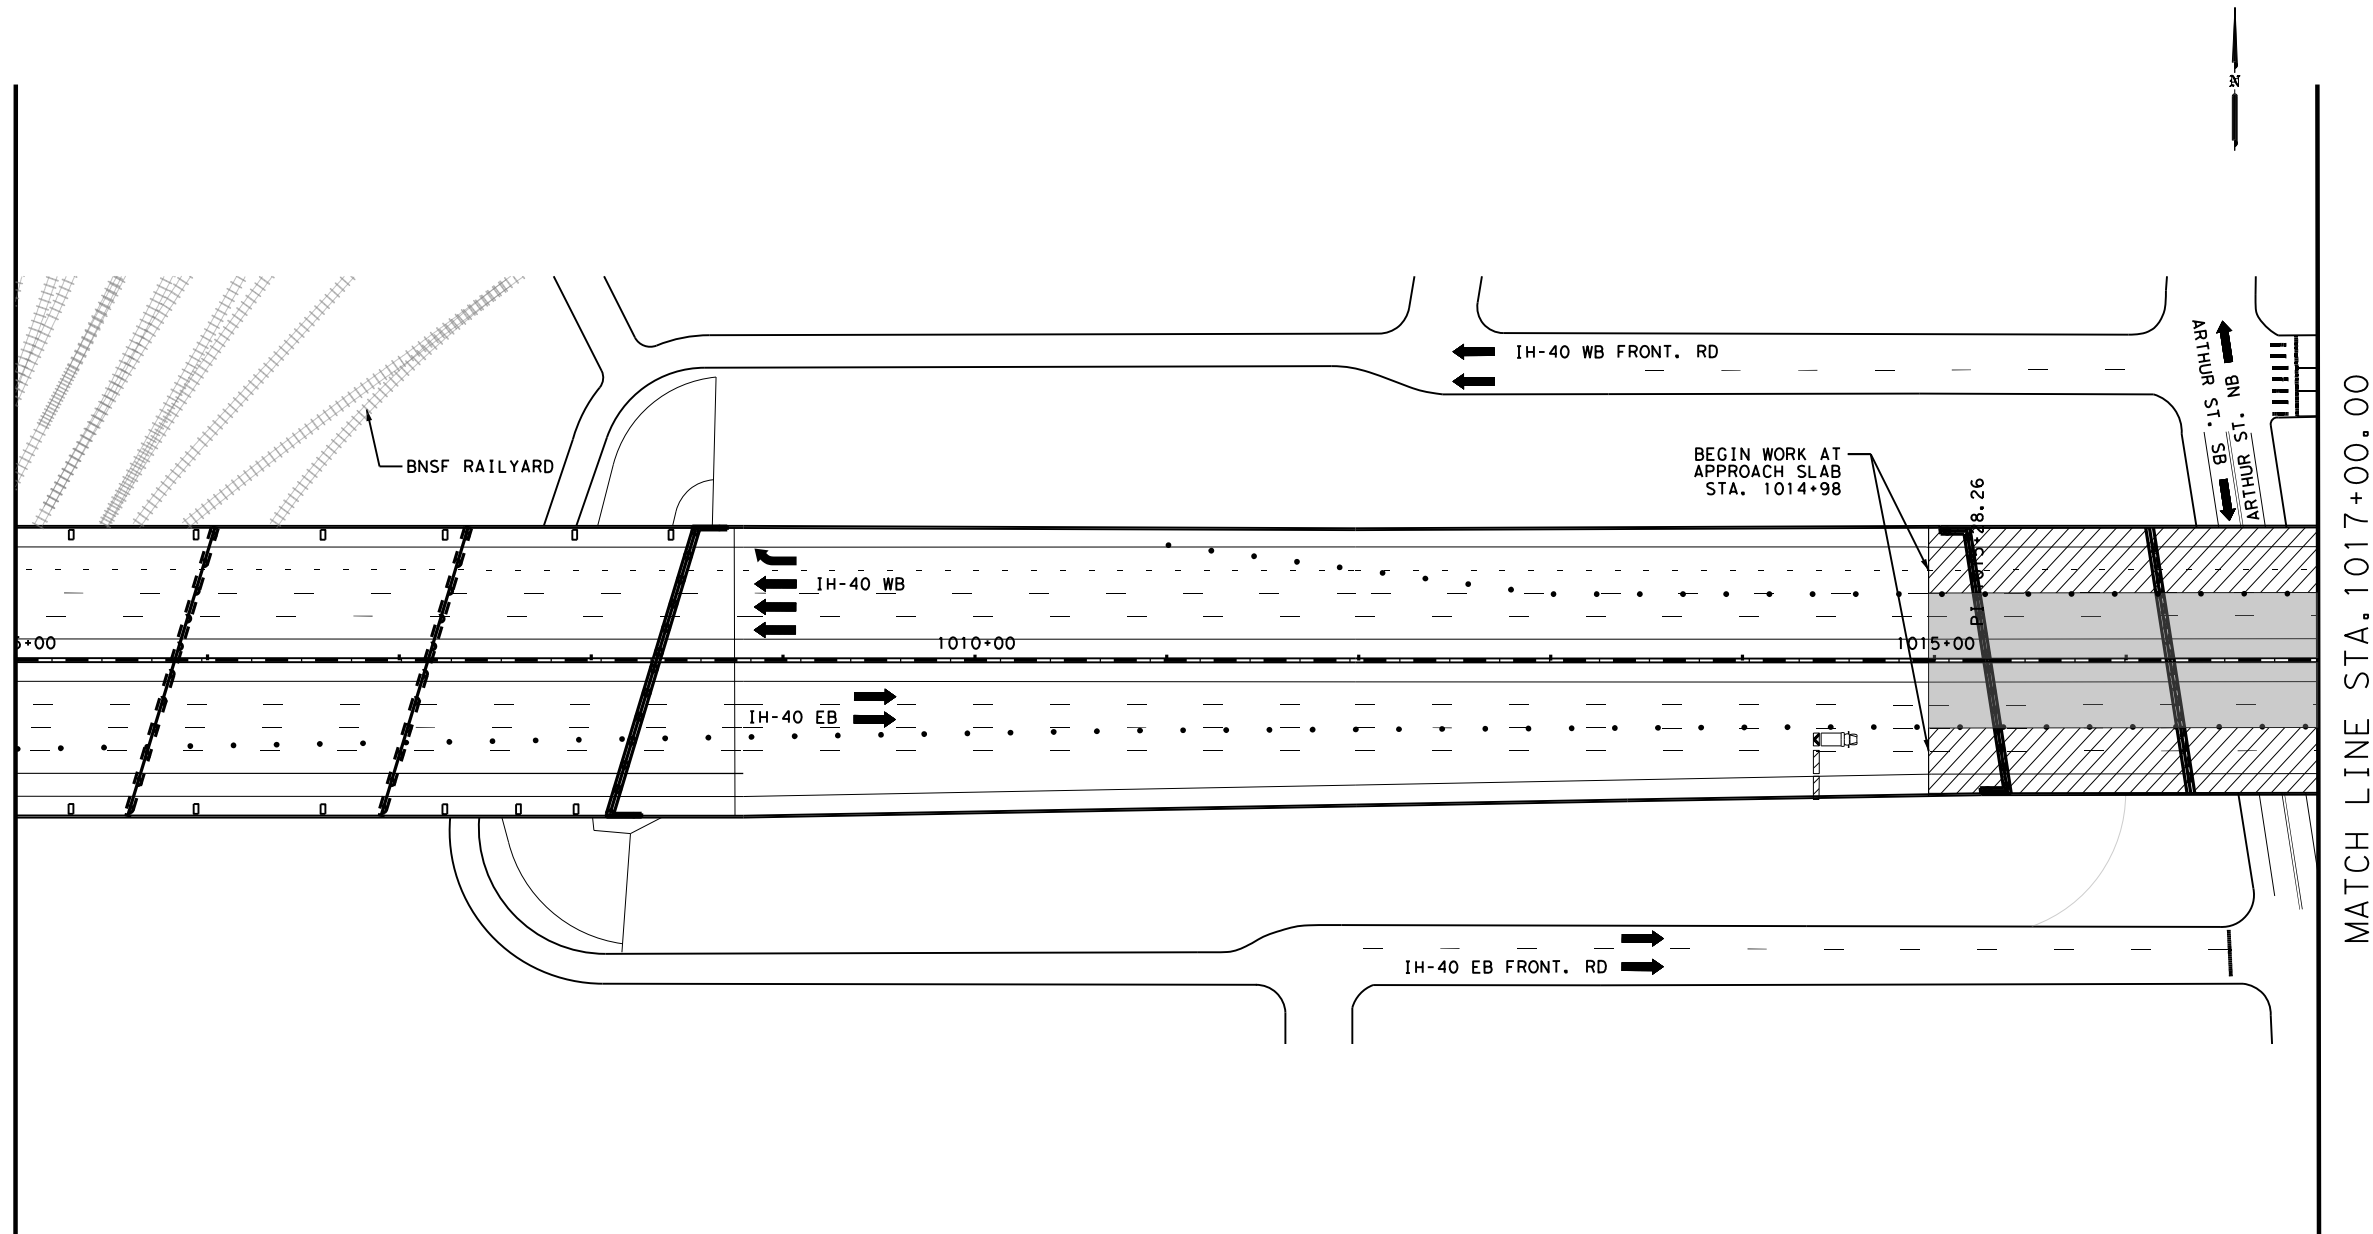 N
IH-40 WB FRONT. RD
ARTHUR ST. SB
ARTHUR ST. NB
BNSF RAILYARD
BEGIN WORK AT
APPROACH SLAB
STA. 1014+98
IH-40 WB
+00
1010+00
1015+00
IH-40 EB
IH-40 EB FRONT. RD
MATCH LINE STA. 1017+00.00